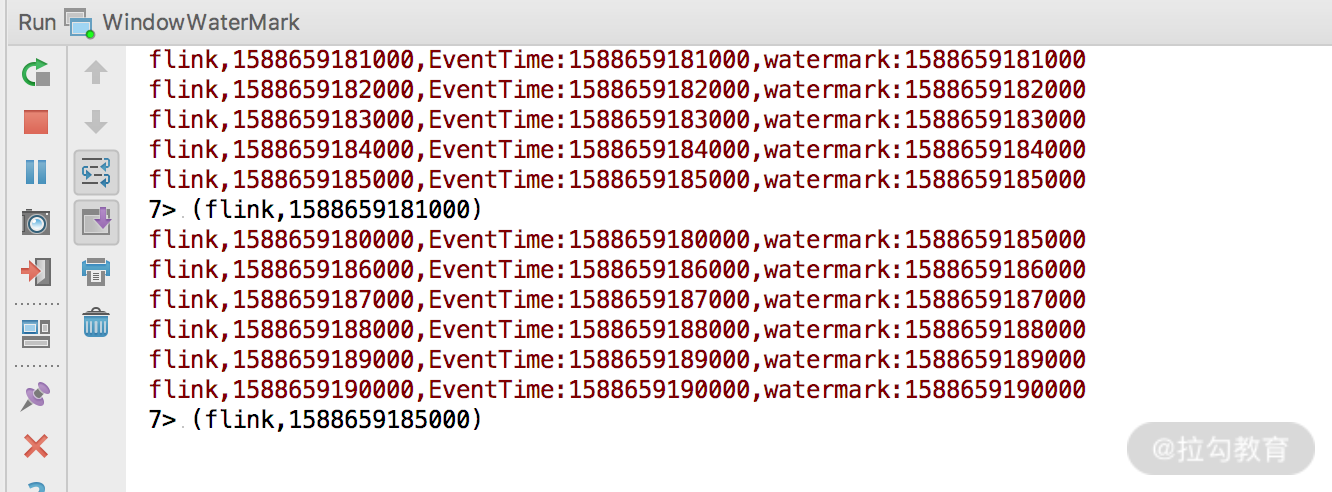 Run WindowWaterMark
flink,1588659181000,EventTime:1588659181000,watermark:1588659181000
flink,1588659182000,EventTime:1588659182000,watermark:1588659182000
flink,1588659183000,EventTime:1588659183000,watermark:1588659183000
flink,1588659184000,EventTime:1588659184000,watermark:1588659184000
flink,1588659185000,EventTime:1588659185000,watermark:1588659185000
7> (flink,1588659181000)
flink,1588659180000,EventTime:1588659180000,watermark:1588659185000
flink,1588659186000,EventTime:1588659186000,watermark:1588659186000
flink,1588659187000,EventTime:1588659187000,watermark:1588659187000
flink,1588659188000,EventTime:1588659188000,watermark:1588659188000
flink,1588659189000,EventTime:1588659189000,watermark:1588659189000
flink,1588659190000,EventTime:1588659190000,watermark:1588659190000
7> (flink,1588659185000)
@拉勾教育